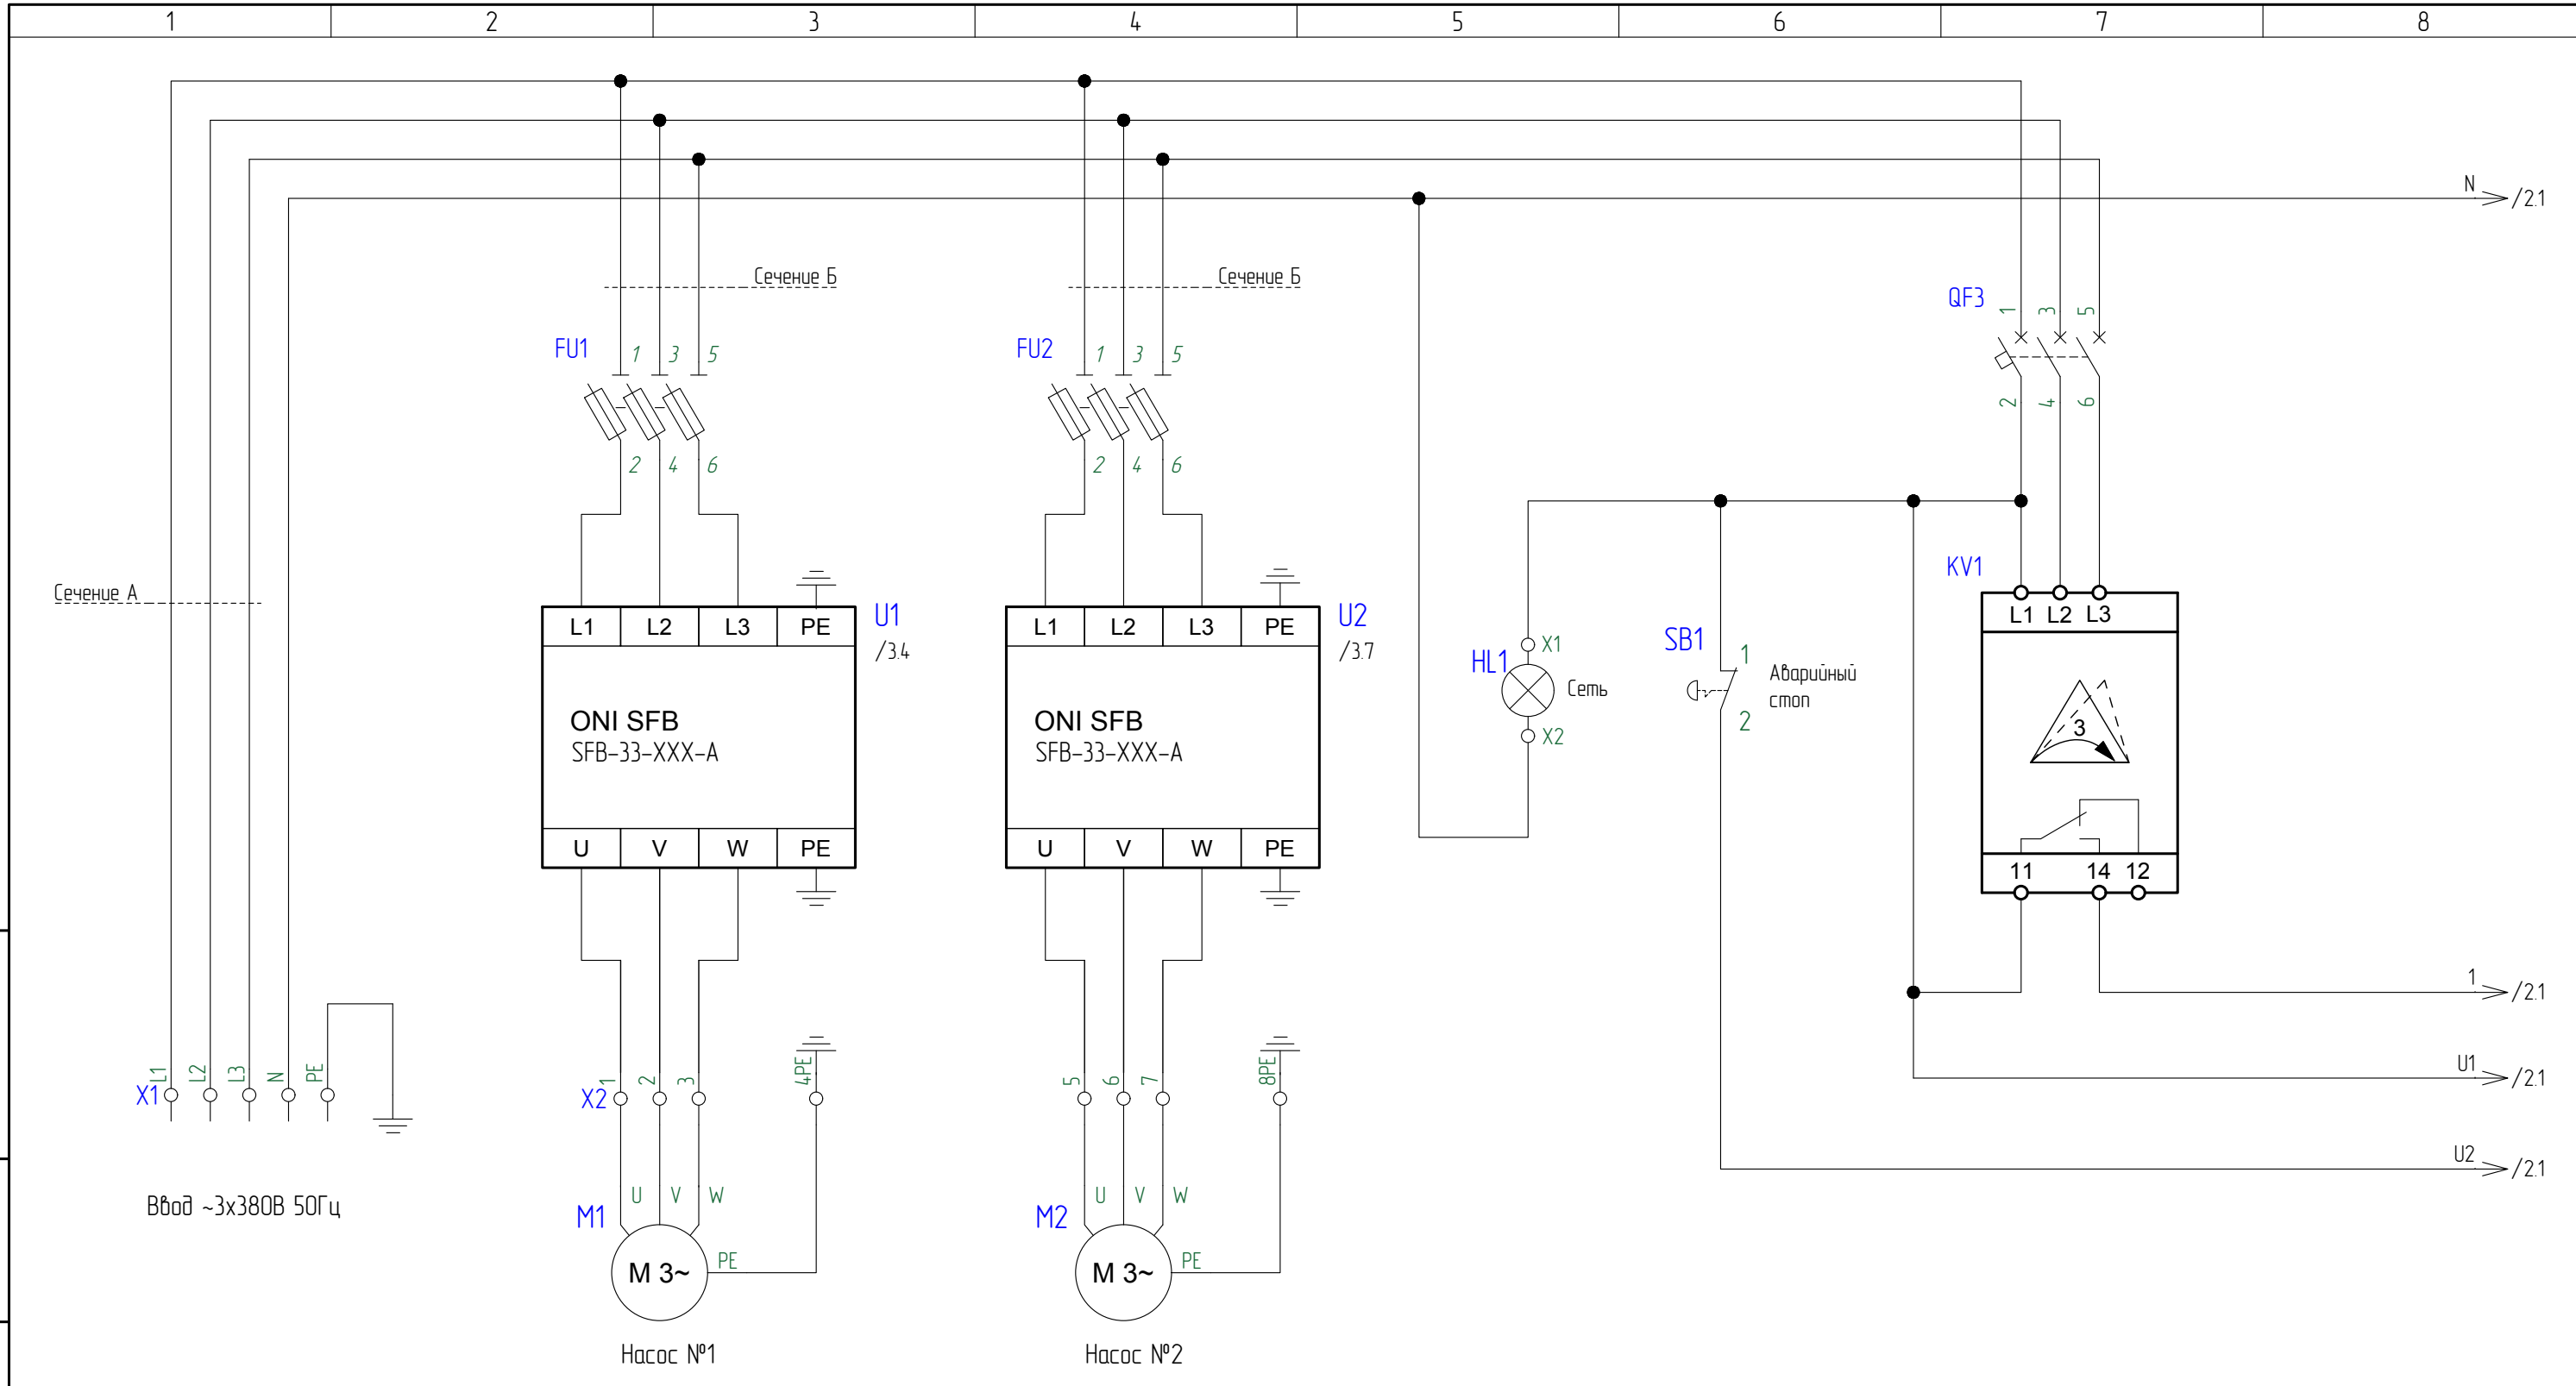 1 2 3 4 5 6 7 8
N /2.1
Сечение Б
Сечение Б
QF3 1 3 5
FU1 1 3 5
FU2 1 3 5
2 4 6
2 4 6
2 4 6
KV1
Сечение А
L1 L2 L3 PE U1
/3.4
L1 L2 L3 PE U2
/3.7
L1 L2 L3
HL1 X1
Сеть
X2
SB1 1
Аварийный
стоп
2
ONI SFB
SFB-33-XXX-A
ONI SFB
SFB-33-XXX-A
3
U V W PE
U V W PE
11 14 12
1 /2.1
U1 /2.1
U2 /2.1
X1 L1 L2 L3 N PE
X2 1 2 3 4PE
5 6 7 8PE
Ввод ~3х380В 50Гц
U V W
M1
M 3~ PE
U V W
M2
M 3~ PE
Насос №1
Насос №2